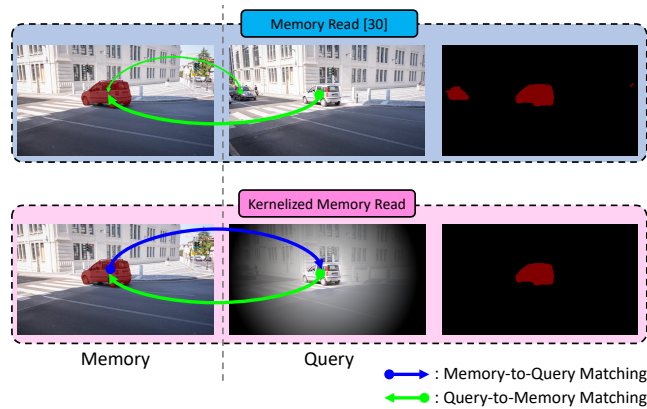 Memory Read [30]
Kernelized Memory Read
Memory
Query
: Memory-to-Query Matching
: Query-to-Memory Matching